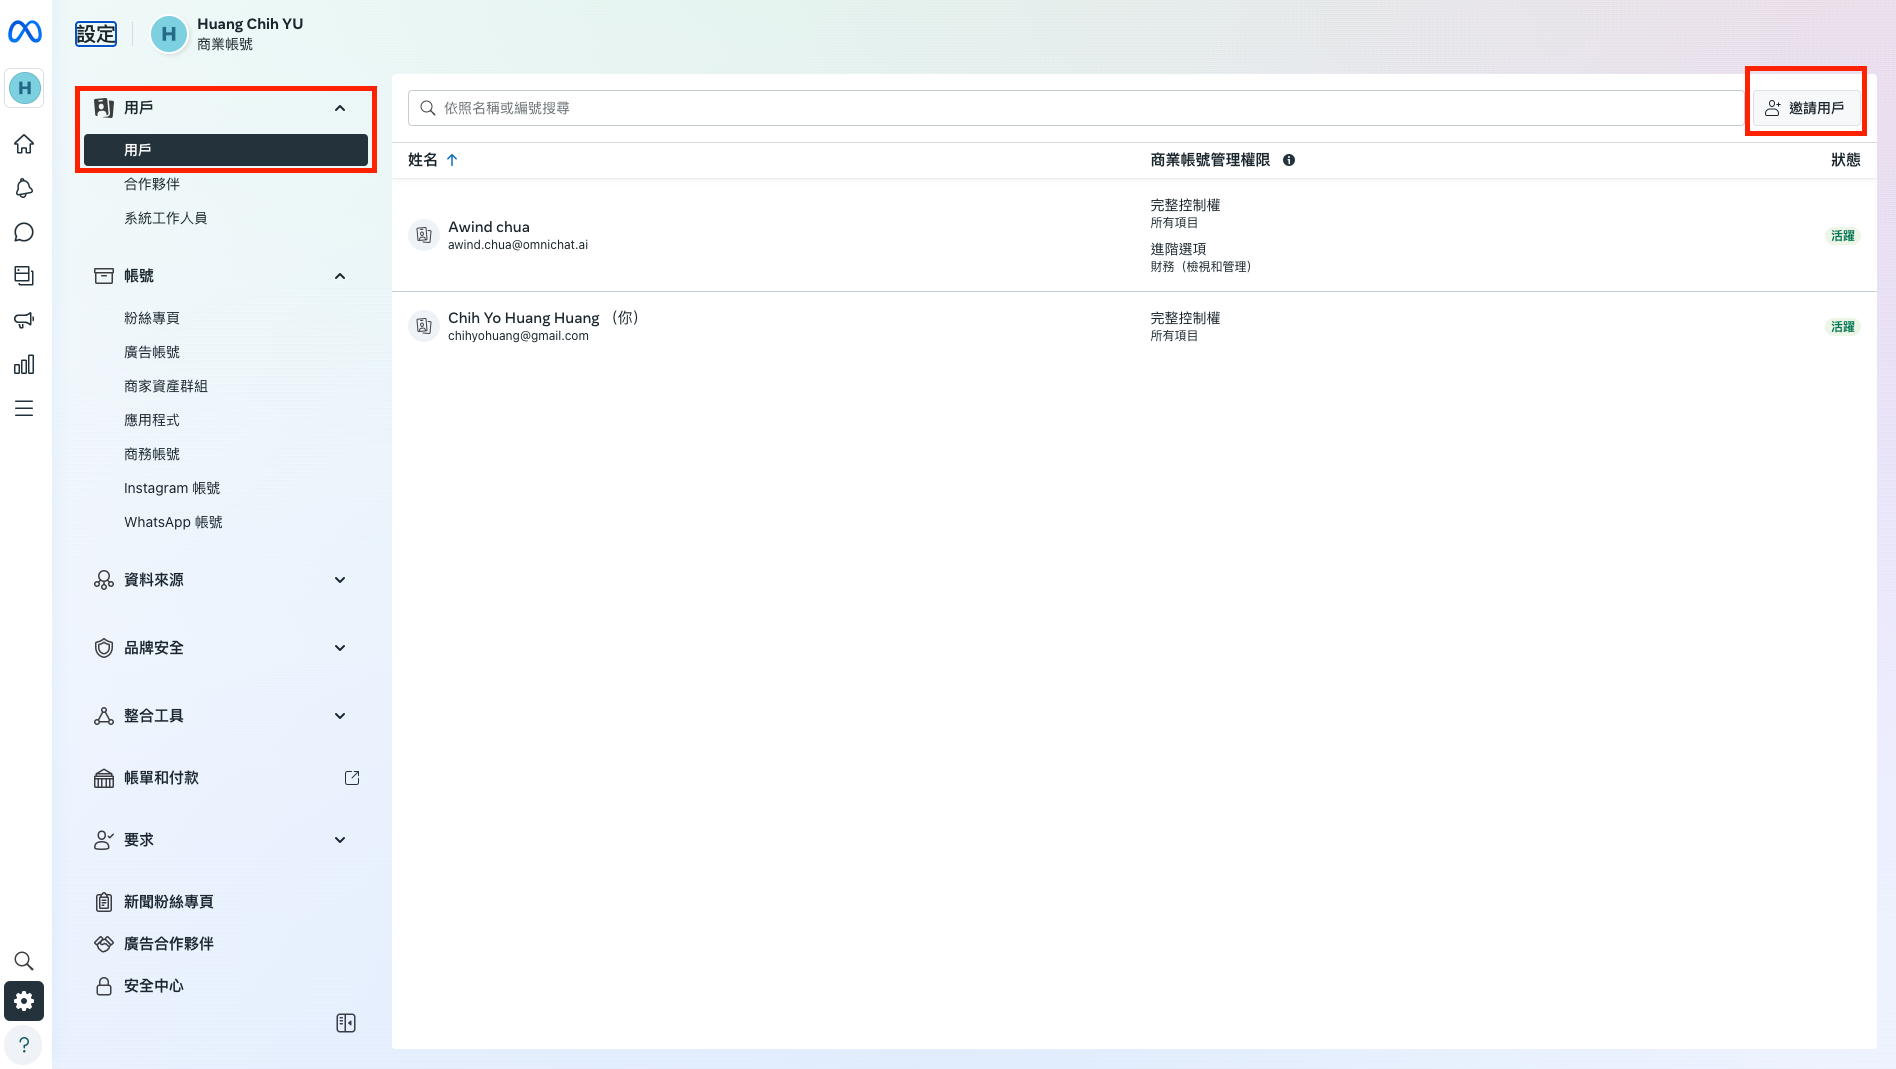 設定
H
Huang Chih YU
商業帳號
H
用戶
用戶
合作夥伴
系統工作人員
帳號
粉絲專頁
廣告帳號
商家資產群組
應用程式
商務帳號
Instagram 帳號
WhatsApp 帳號
資料來源
品牌安全
整合工具
帳單和付款
要求
新聞粉絲專頁
廣告合作夥伴
安全中心
?
依照名稱或編號搜尋
邀請用戶
姓名
商業帳號管理權限
狀態
Awind chua
awind.chua@omnichat.ai
完整控制權
所有項目
進階選項
財務（檢視和管理）
活躍
Chih Yo Huang Huang （你）
chihyohuang@gmail.com
完整控制權
所有項目
活躍